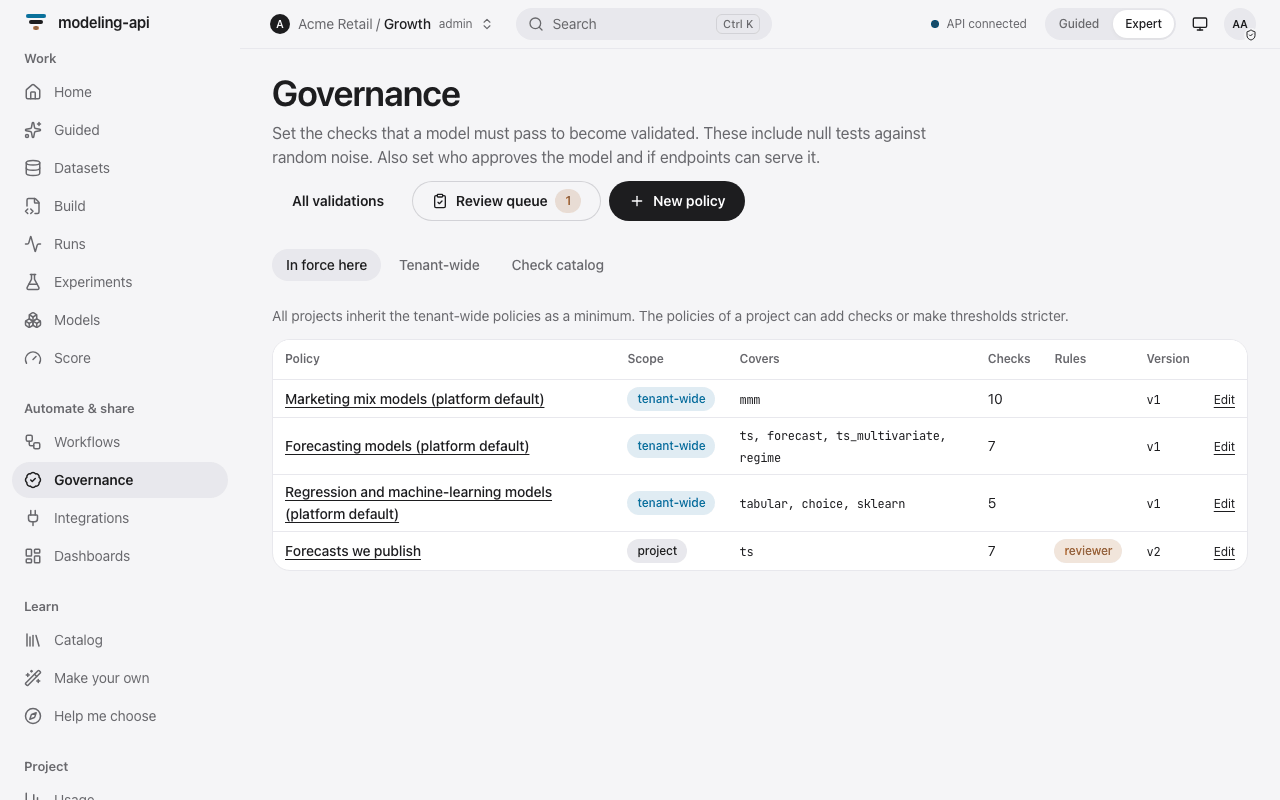 modeling-api
A Acme Retail / Growth admin
Search Ctrl K
API connected
Guided Expert
AA
Work
Home
Guided
Datasets
Build
Runs
Experiments
Models
Score
Automate & share
Workflows
Governance
Integrations
Dashboards
Learn
Catalog
Make your own
Help me choose
Project
Usage
Governance
Set the checks that a model must pass to become validated. These include null tests against
random noise. Also set who approves the model and if endpoints can serve it.
All validations Review queue 1 New policy
In force here Tenant-wide Check catalog
All projects inherit the tenant-wide policies as a minimum. The policies of a project can add checks or make thresholds stricter.
Policy Scope Covers Checks Rules Version
Marketing mix models (platform default) tenant-wide mmm 10 v1 Edit
Forecasting models (platform default) tenant-wide ts, forecast, ts_multivariate,
regime 7 v1 Edit
Regression and machine-learning models
(platform default) tenant-wide tabular, choice, sklearn 5 v1 Edit
Forecasts we publish project ts 7 reviewer v2 Edit